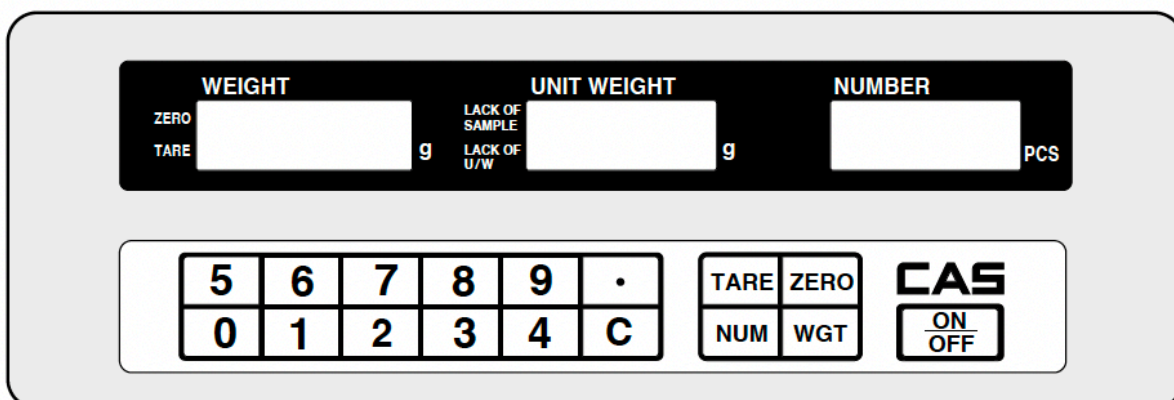 WEIGHT
UNIT WEIGHT
NUMBER
ZERO
TARE
g
LACK OF
SAMPLE
LACK OF
U/W
g
PCS
5 6 7 8 9 .
0 1 2 3 4 C
TARE ZERO
NUM WGT
CAS
ON
OFF